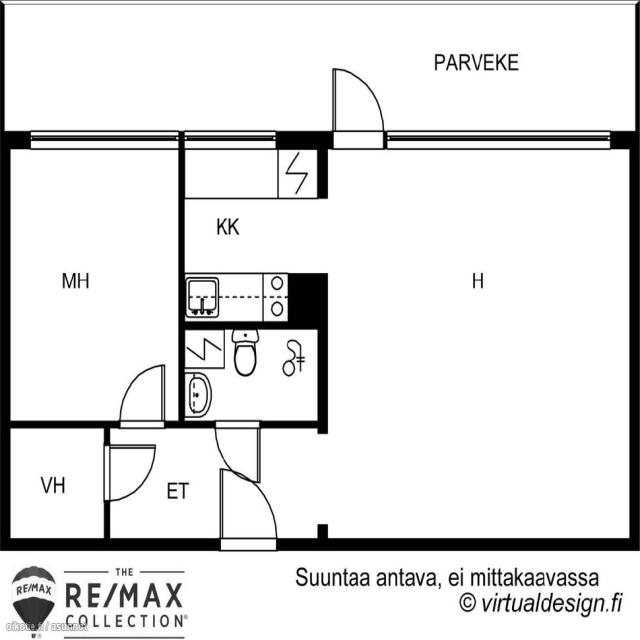 PARVEKE
KK
MH
H
VH
ET
Suuntaa antava, ei mittakaavassa
© virtualdesign.fi
THE
RE/MAX
COLLECTION®
RE/MAX
oikotie.fi / asunnot